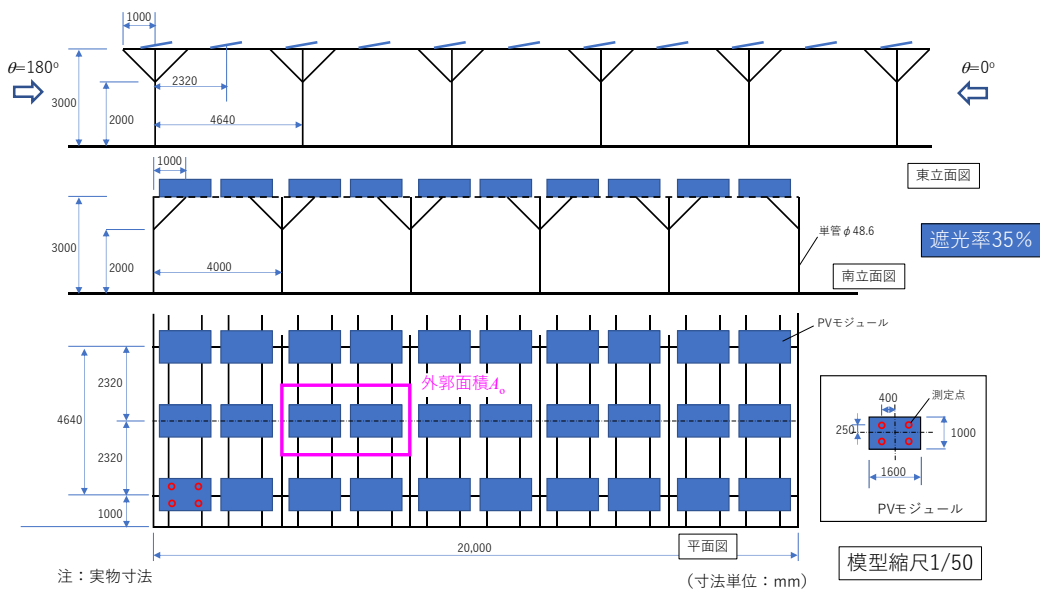 1000
θ=180º
2320
θ=0º
3000
2000
4640
東立面図
1000
3000
2000
4000
単管φ48.6
遮光率35%
南立面図
PVモジュール
外郭面積Aₒ
2320
4640
2320
1000
400
測定点
250
1000
1600
PVモジュール
20,000
平面図
模型縮尺1/50
注：実物寸法
（寸法単位：mm）